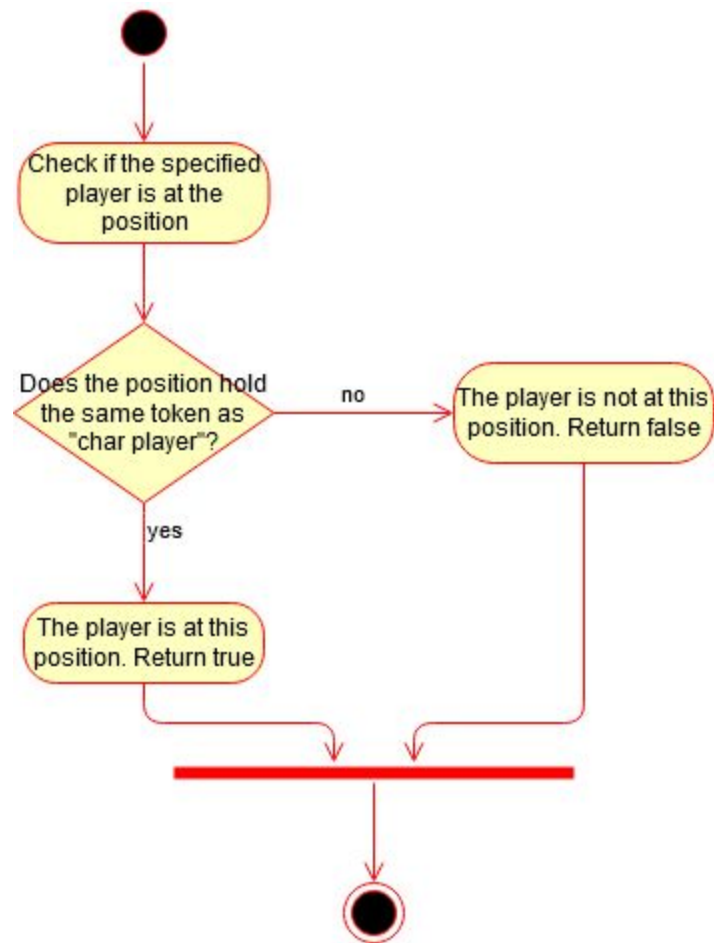 Check if the specified
player is at the
position
Does the position hold
the same token as
"char player"?
no
The player is not at this
position. Return false
yes
The player is at this
position. Return true